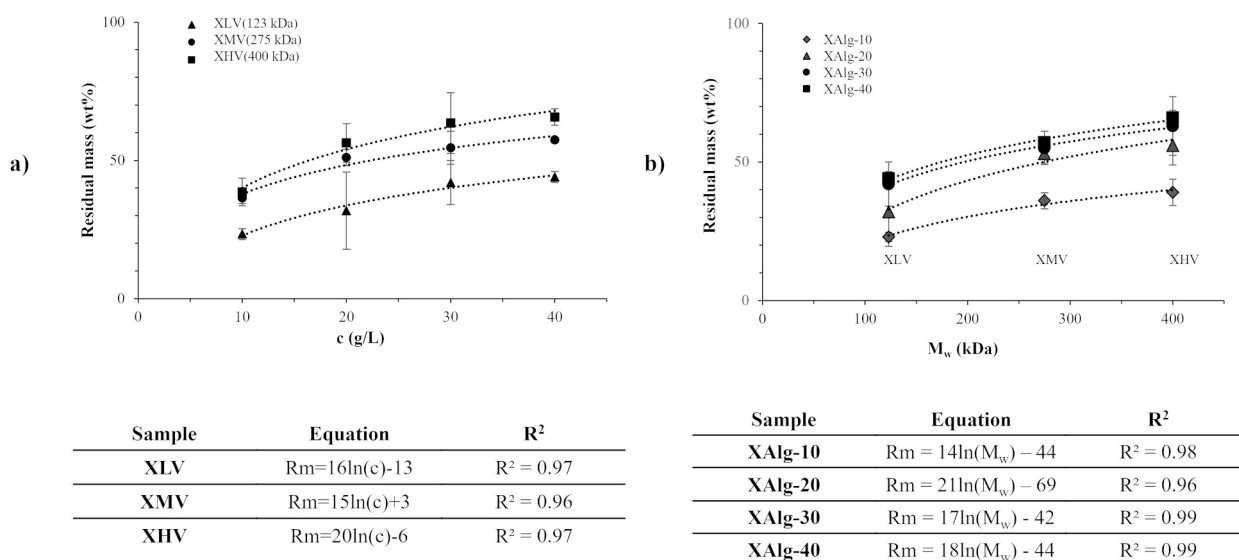 a)
Residual mass (wt%)
100
50
0
XLV(123 kDa)
XMV(275 kDa)
XHV(400 kDa)
0 10 20 30 40
c (g/L)
Sample Equation R²
XLV Rm=16ln(c)-13 R² = 0.97
XMV Rm=15ln(c)+3 R² = 0.96
XHV Rm=20ln(c)-6 R² = 0.97
b)
Residual mass (wt%)
100
50
0
XAlg-10
XAlg-20
XAlg-30
XAlg-40
XLV XMV XHV
0 100 200 300 400
Mw (kDa)
Sample Equation R²
XAlg-10 Rm = 14ln(Mw) – 44 R² = 0.98
XAlg-20 Rm = 21ln(Mw) – 69 R² = 0.96
XAlg-30 Rm = 17ln(Mw) - 42 R² = 0.99
XAlg-40 Rm = 18ln(Mw) - 44 R² = 0.99